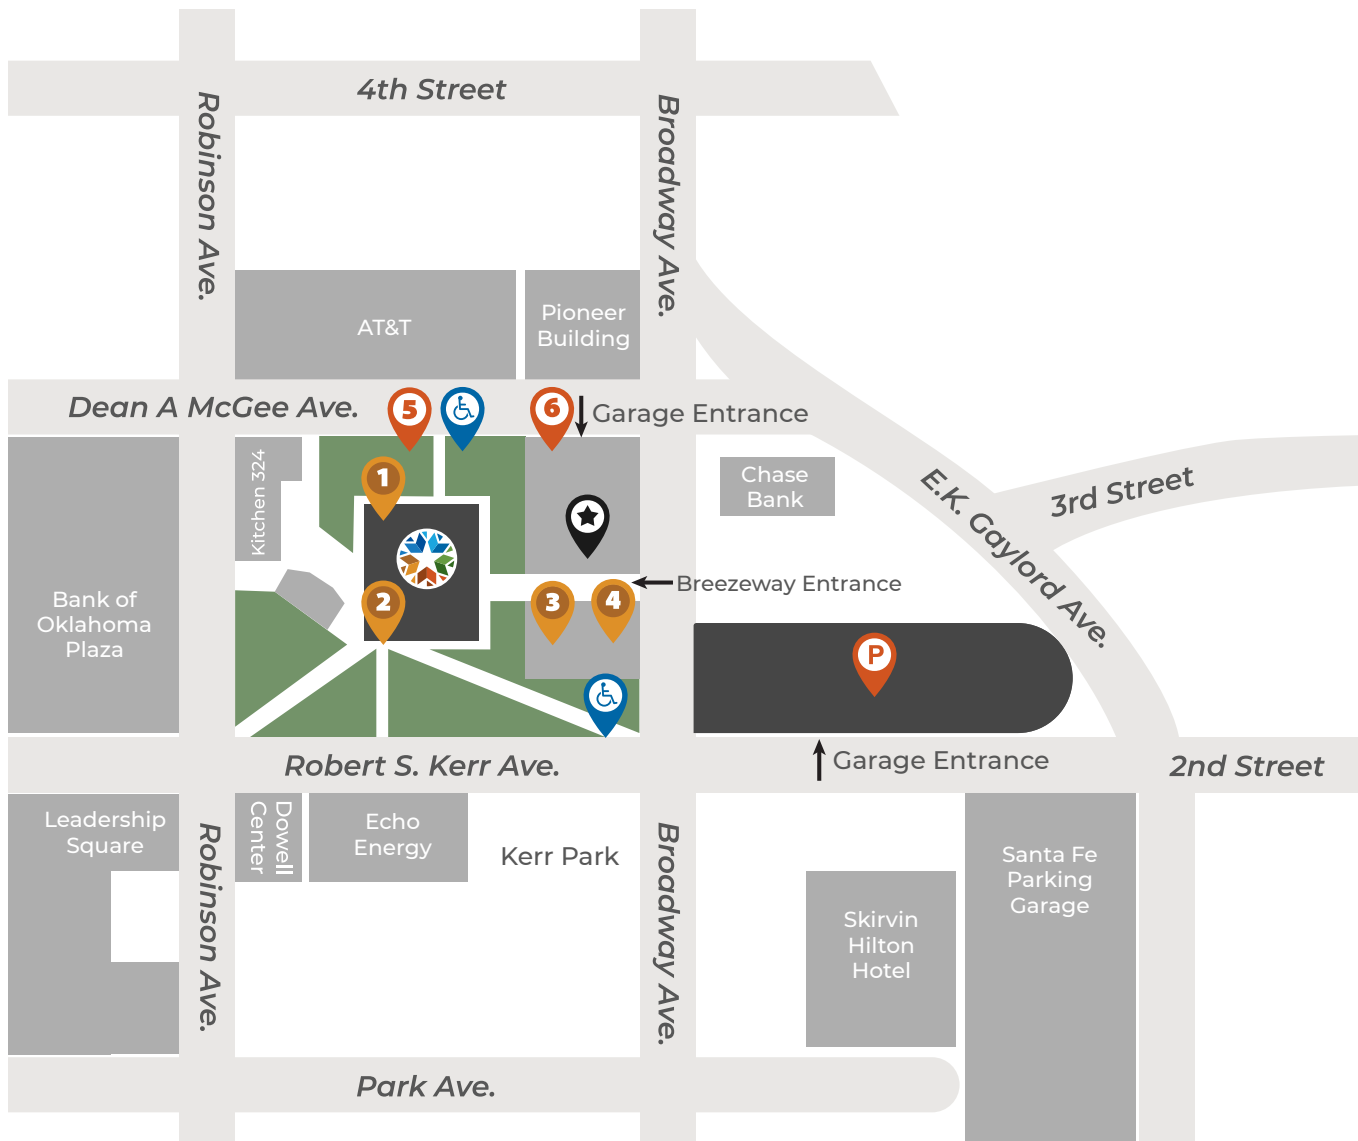 4th Street
Robinson Ave.
Broadway Ave.
AT&T
Pioneer
Building
Dean A McGee Ave.
5
6
Garage Entrance
Kitchen 324
1
Chase
Bank
E.K. Gaylord Ave.
3rd Street
Bank of
Oklahoma
Plaza
2
3
4
Breezeway Entrance
P
Robert S. Kerr Ave.
Garage Entrance
2nd Street
Leadership
Square
Robinson Ave.
Dowell
Center
Echo
Energy
Kerr Park
Broadway Ave.
Skirvin
Hilton
Hotel
Santa Fe
Parking
Garage
Park Ave.